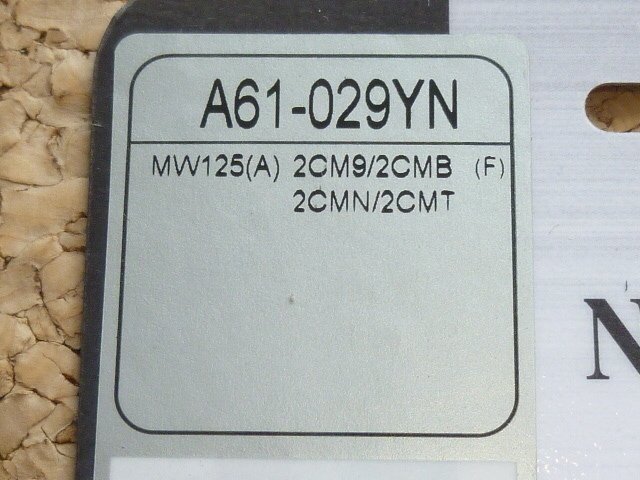 A61-029YN
MW125(A) 2CM9/2CMB (F)
2CMN/2CMT
N